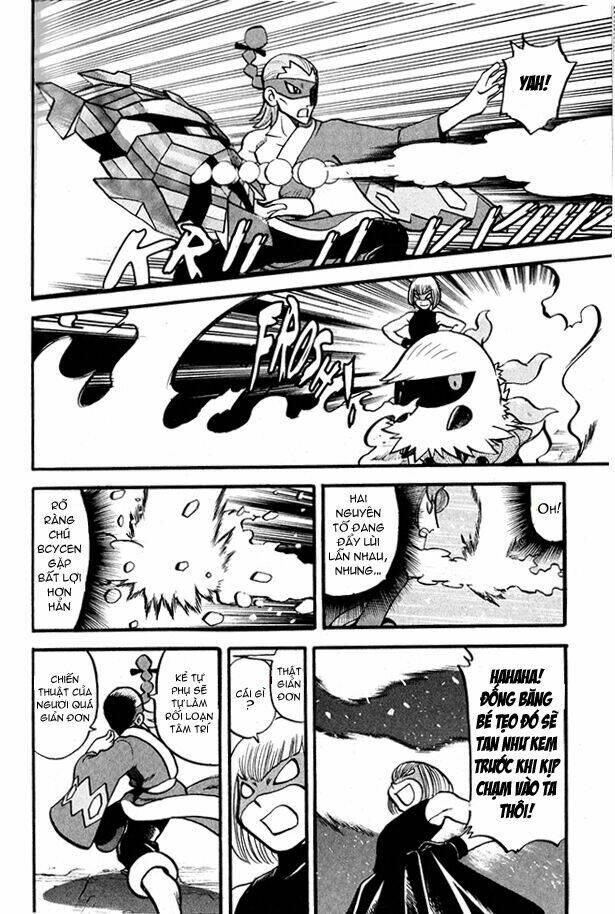 YAH!
FROSH!
OH!
HAI
NGUYÊN
TỐ ĐANG
ĐẨY LÙI
LẪN NHAU,
NHƯNG...
RÕ
RÀNG
CHÚ
BCYCEN
GẶP
BẤT LỢI
HƠN
HẲN
HAHAHA!
ĐỐNG BĂNG
BÉ TẸO ĐÓ SẼ
TAN NHƯ KEM
TRƯỚC KHI KỊP
CHẠM VÀO TA
THÔI!
THẬT
GIẢN
ĐƠN
CÁI GÌ
?
KẺ TỰ
PHỤ SẼ
TỰ LÀM
RỐI LOẠN
TÂM TRÍ
CHIẾN
THUẬT CỦA
NGƯƠI QUÁ
GIẢN ĐƠN